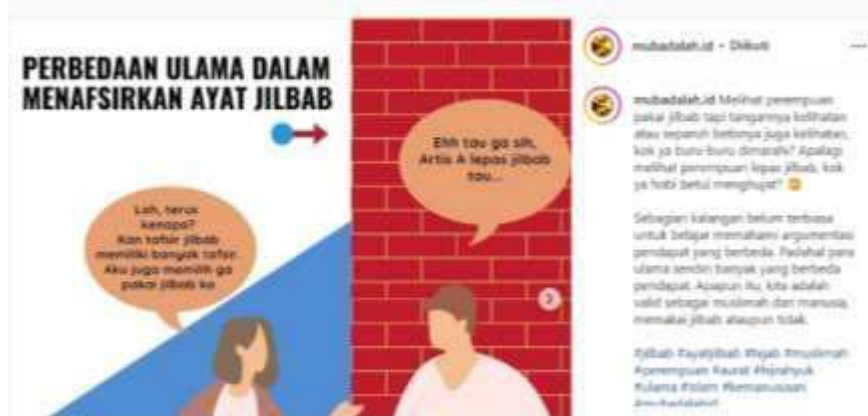 PERBEDAAN ULAMA DALAM
MENAFSIRKAN AYAT JILBAB
Ehh tau ga sih,
Artis A lepas jilbab
tau...
Loh, terus
kenapa?
Kan tafsir jilbab
memiliki banyak tafsir.
Aku juga memilih ga
pakai jilbab ko
mubadalah.id • Diikuti
mubadalah.id Melihat perempuan
pakai jilbab tapi tangannya kelihatan
atau separuh betisnya juga kelihatan,
kok ya buru-buru dimarahi? Apalagi
melihat perempuan lepas jilbab, kok
ya hobi betul menghujat?
Sebagian kalangan belum terbiasa
untuk belajar memahami argumentasi
pendapat yang berbeda. Padahal para
ulama sendiri banyak yang berbeda
pendapat. Apapun itu, kita adalah
valid sebagai muslimah dan manusia,
memakai jilbab ataupun tidak.
#jilbab #ayatjilbab #hijab #muslimah
#perempuan #aurat #hijrahyuk
#ulama #islam #kemanusiaan
#mubadalahid